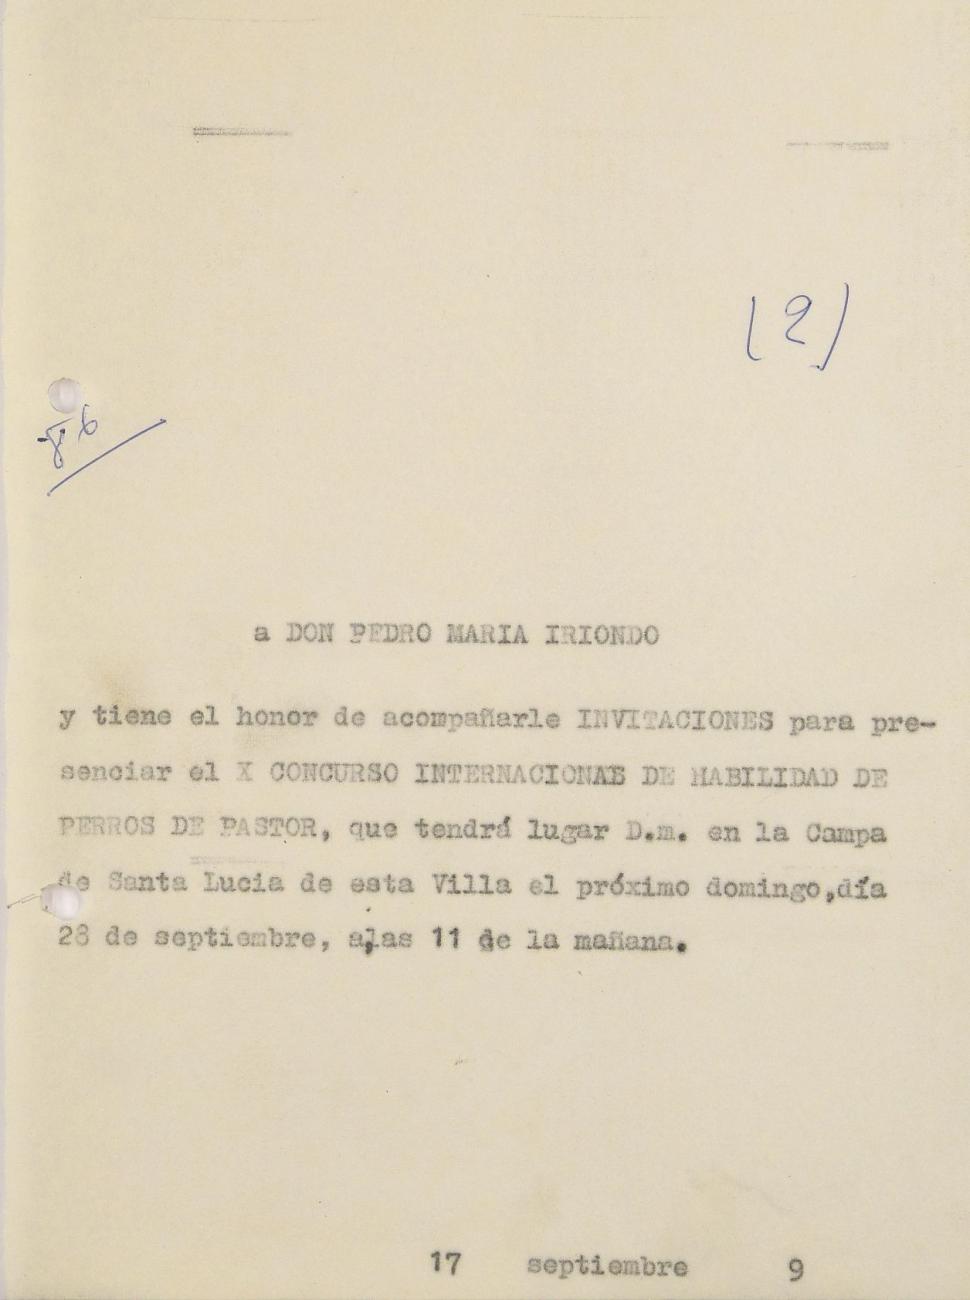 (2)
86
a DON PEDRO MARIA IRIONDO
y tiene el honor de acompañarle INVITACIONES para pre-
senciar el X CONCURSO INTERNACIONAL DE HABILIDAD DE
PERROS DE PASTOR, que tendrá lugar D.m. en la Campa
de Santa Lucia de esta Villa el próximo domingo,día
28 de septiembre, a las 11 de la mañana.
17 septiembre 9